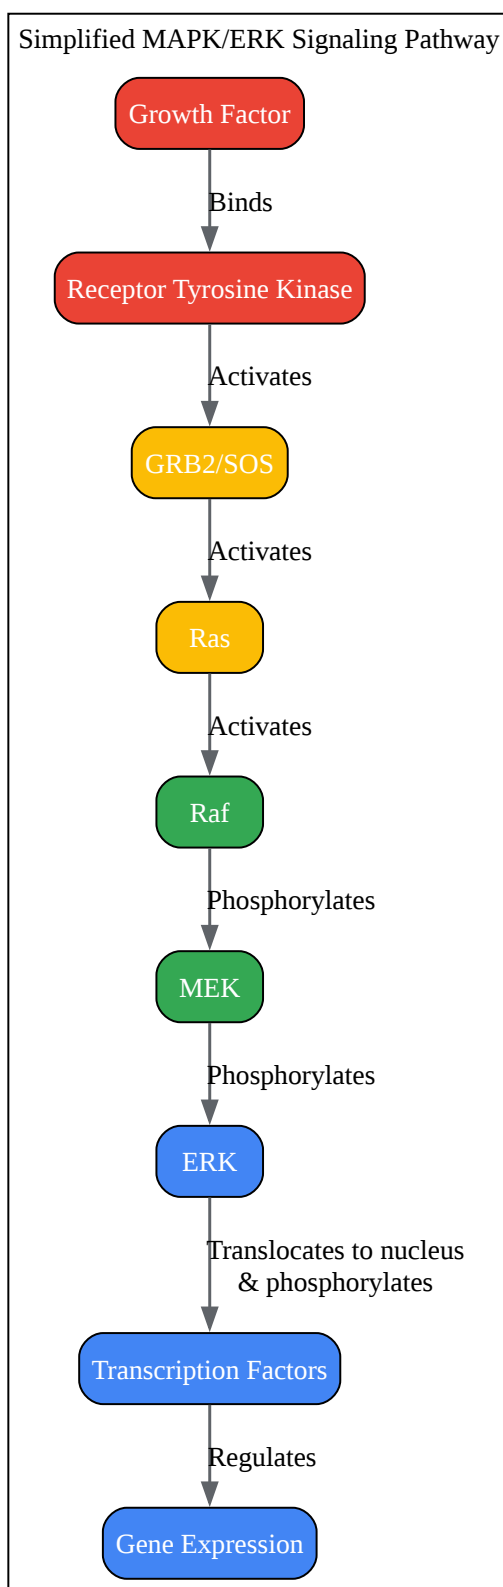 Simplified MAPK/ERK Signaling Pathway
Growth Factor
Binds
Receptor Tyrosine Kinase
Activates
GRB2/SOS
Activates
Ras
Activates
Raf
Phosphorylates
MEK
Phosphorylates
ERK
Translocates to nucleus
& phosphorylates
Transcription Factors
Regulates
Gene Expression